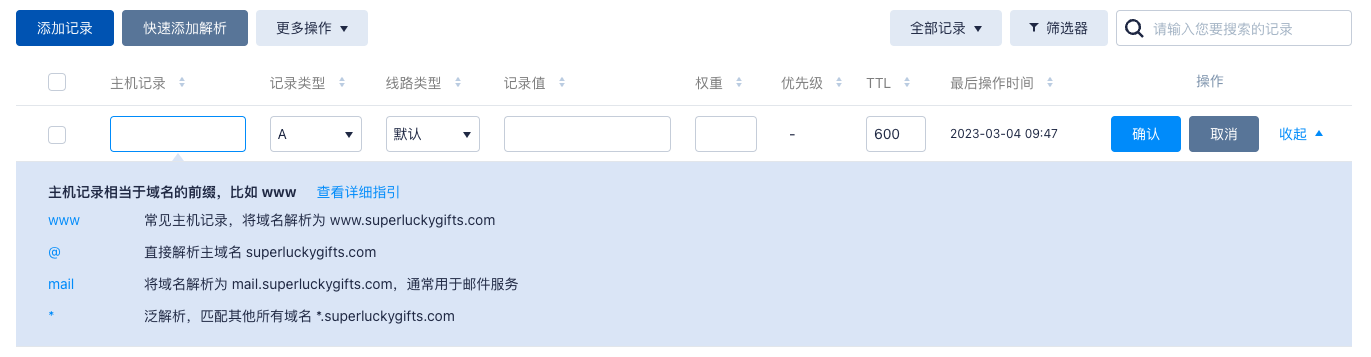 添加记录 快速添加解析 更多操作 全部记录 筛选器 请输入您要搜索的记录
主机记录 记录类型 线路类型 记录值 权重 优先级 TTL 最后操作时间 操作
A 默认 - 600 2023-03-04 09:47 确认 取消 收起
主机记录相当于域名的前缀，比如 www 查看详细指引
www 常见主机记录，将域名解析为 www.superluckygifts.com
@ 直接解析主域名 superluckygifts.com
mail 将域名解析为 mail.superluckygifts.com，通常用于邮件服务
* 泛解析，匹配其他所有域名 *.superluckygifts.com